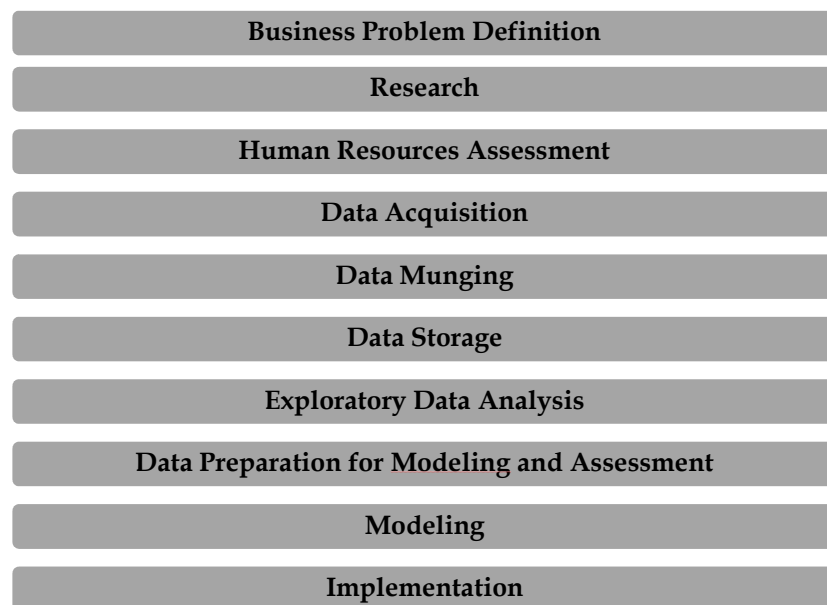 Business Problem Definition
Research
Human Resources Assessment
Data Acquisition
Data Munging
Data Storage
Exploratory Data Analysis
Data Preparation for Modeling and Assessment
Modeling
Implementation